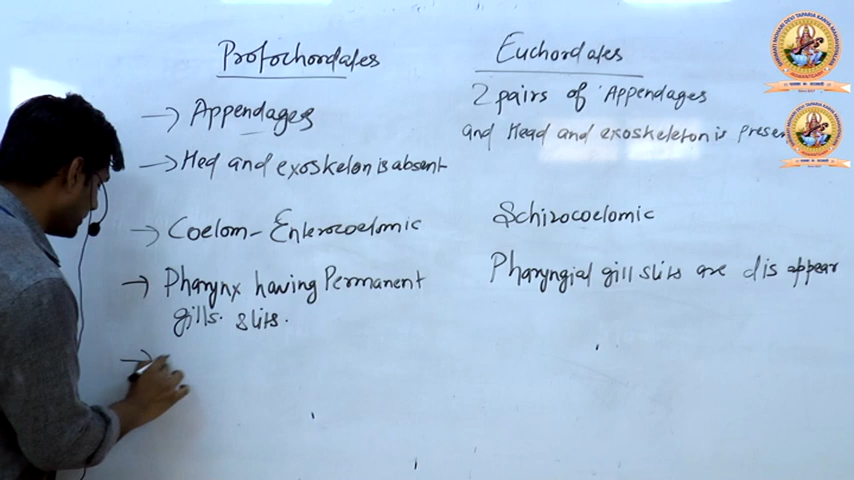 Protochordates
Euchordates
→ Appendages
2 pairs of Appendages
and Head and exoskeleton is presen
→ Hed and exoskelon is absent
→ Coelom - Enterocoelomic
Schizocoelomic
→ Pharynx having Permanent
gills. slits.
Pharyngial gill slits are dis appear
→